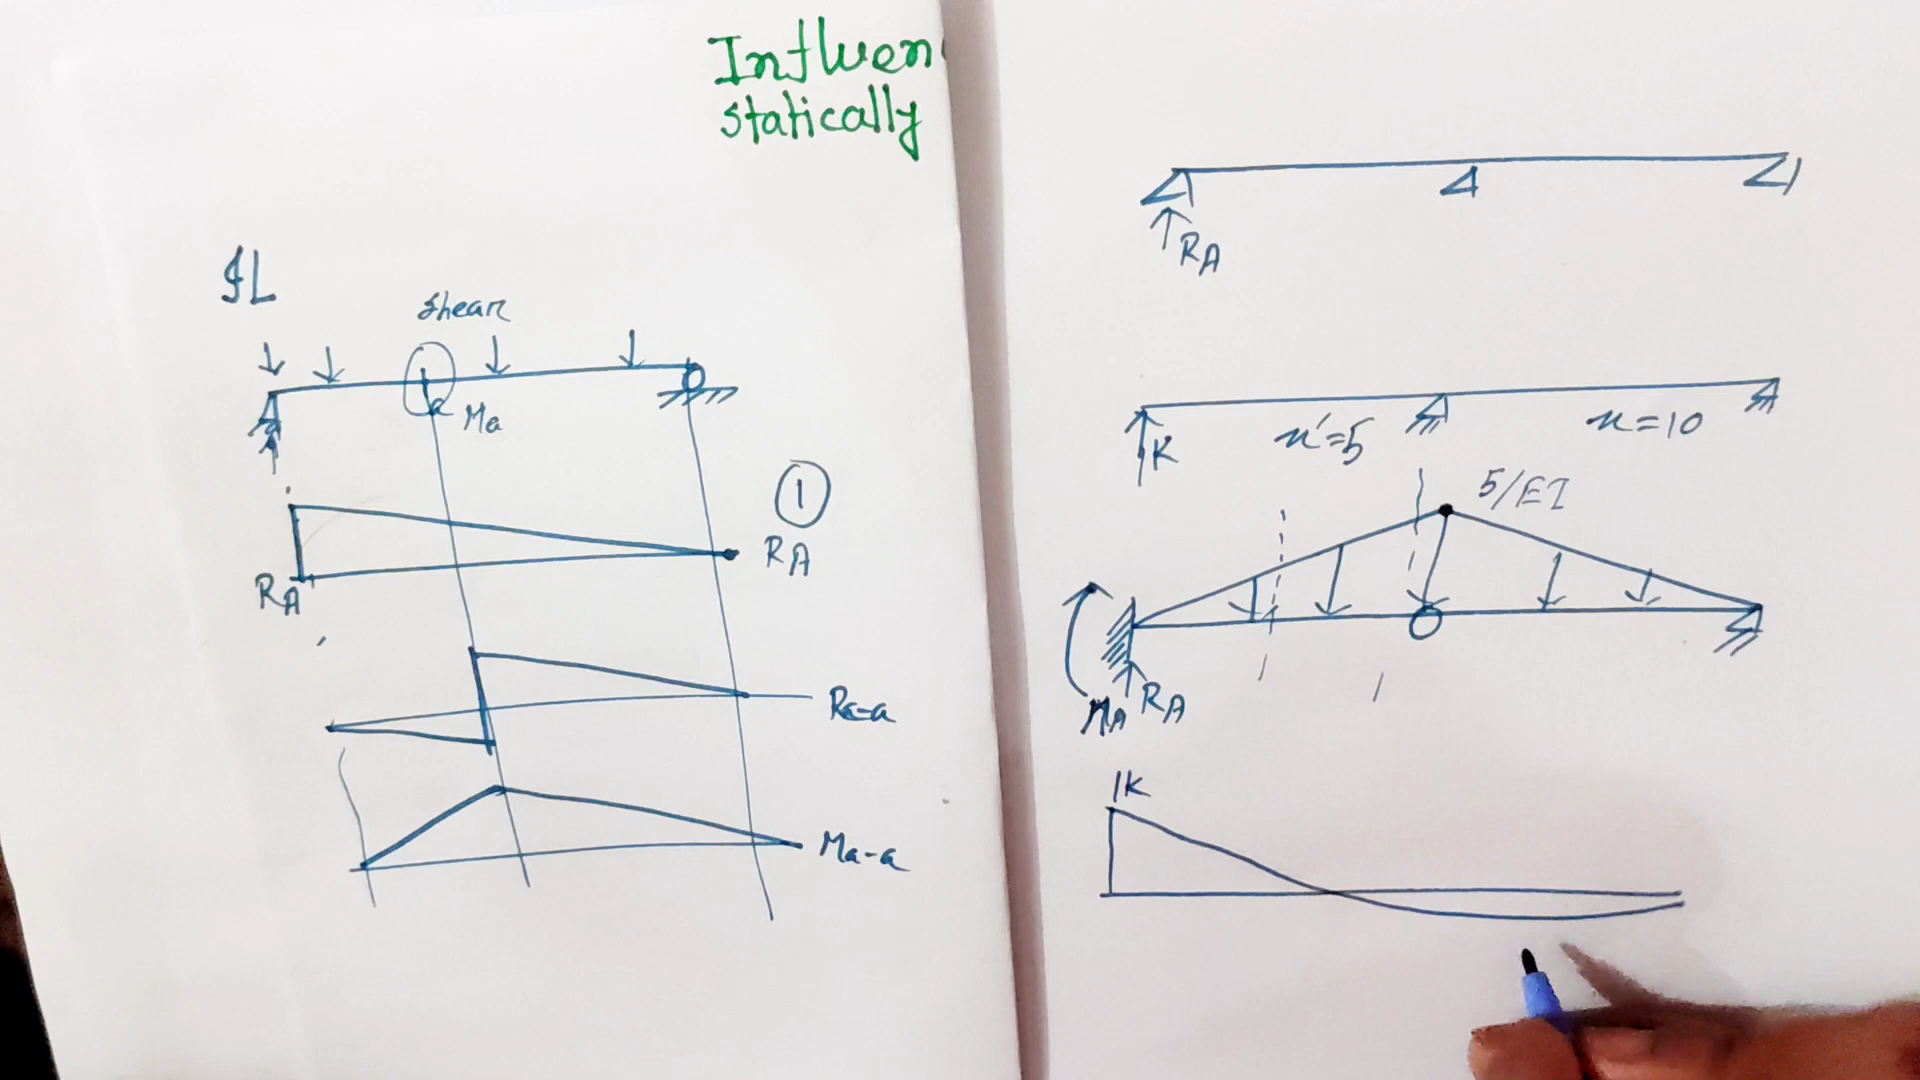 Influen
statically
IL
shear
a
Ma
1
RA
RA
Ra-a
Ma-a
RA
K
x'=5
x=10
5/EI
MA
RA
1K